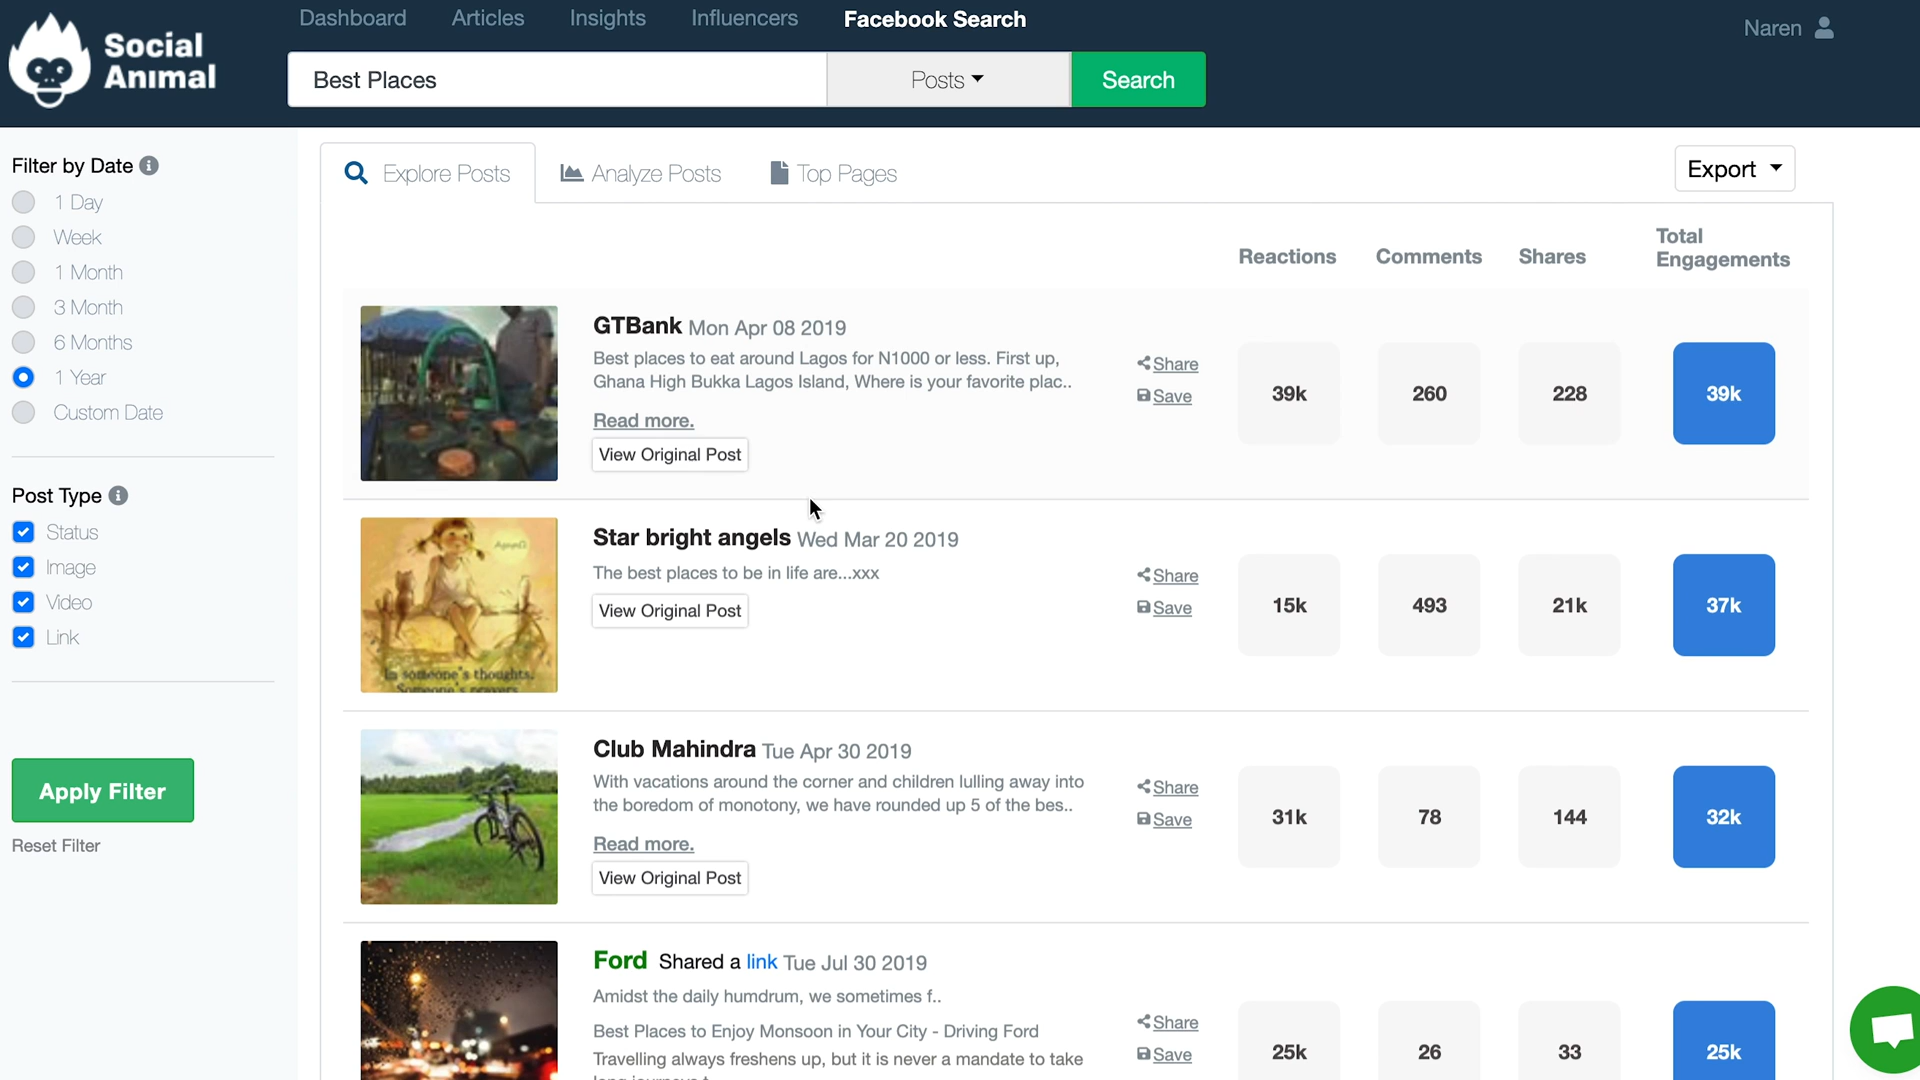 Social
Animal
Dashboard
Articles
Insights
Influencers
Facebook Search
Naren
Best Places
Posts
Search
Filter by Date
1 Day
Week
1 Month
3 Month
6 Months
1 Year
Custom Date
Post Type
Status
Image
Video
Link
Apply Filter
Reset Filter
Explore Posts
Analyze Posts
Top Pages
Export
Reactions
Comments
Shares
Total
Engagements
GTBank Mon Apr 08 2019
Best places to eat around Lagos for N1000 or less. First up,
Ghana High Bukka Lagos Island, Where is your favorite plac..
Read more.
View Original Post
Share
Save
39k
260
228
39k
Star bright angels Wed Mar 20 2019
The best places to be in life are...xxx
View Original Post
In someone's thoughts.
Someone's prayers
Share
Save
15k
493
21k
37k
Club Mahindra Tue Apr 30 2019
With vacations around the corner and children lulling away into
the boredom of monotony, we have rounded up 5 of the bes..
Read more.
View Original Post
Share
Save
31k
78
144
32k
Ford Shared a link Tue Jul 30 2019
Amidst the daily humdrum, we sometimes f..
Best Places to Enjoy Monsoon in Your City - Driving Ford
Travelling always freshens up, but it is never a mandate to take
Share
Save
25k
26
33
25k